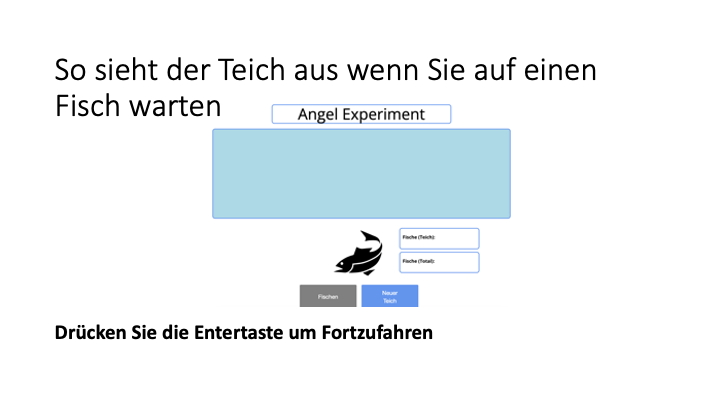 So sieht der Teich aus wenn Sie auf einen
Fisch warten
Angel Experiment
Fische (Teich):
Fische (Total):
Fischen
Neuer
Teich
Drücken Sie die Entertaste um Fortzufahren